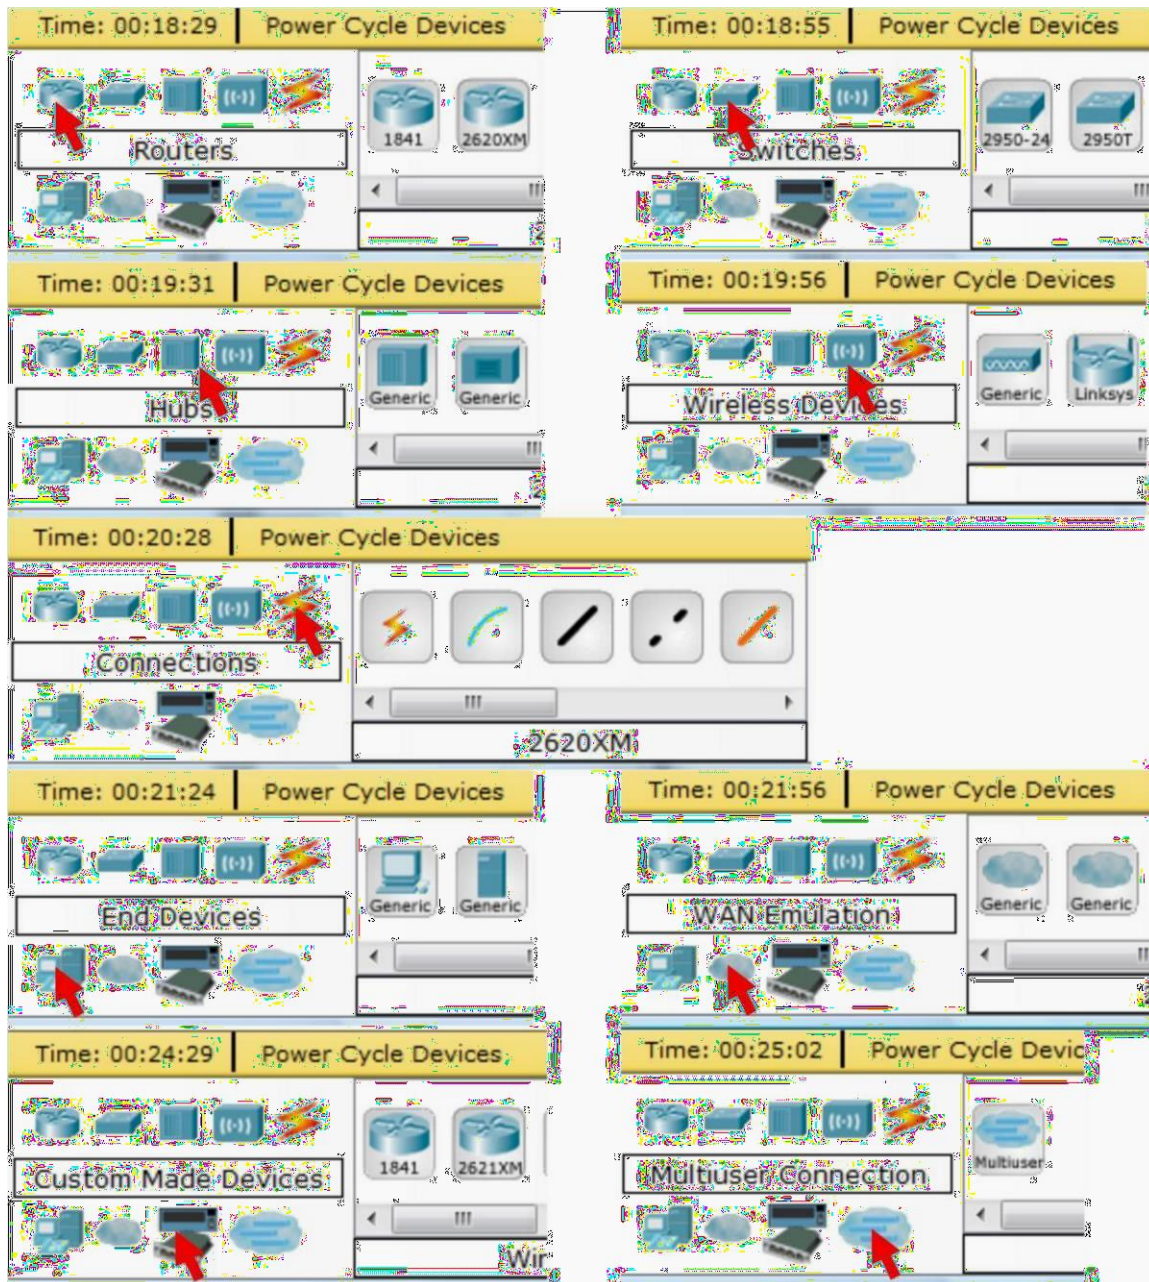 Time: 00:18:29 Power Cycle Devices
Routers
1841 2620XM
Time: 00:18:55 Power Cycle Devices
Switches
2950-24 2950T
Time: 00:19:31 Power Cycle Devices
Hubs
Generic Generic
Time: 00:19:56 Power Cycle Devices
Wireless Devices
Generic Linksys
Time: 00:20:28 Power Cycle Devices
Connections
2620XM
Time: 00:21:24 Power Cycle Devices
End Devices
Generic Generic
Time: 00:21:56 Power Cycle Devices
WAN Emulation
Generic Generic
Time: 00:24:29 Power Cycle Devices
Custom Made Devices
1841 2621XM
Wir
Time: 00:25:02 Power Cycle Devic
Multiuser Connection
Multiuser